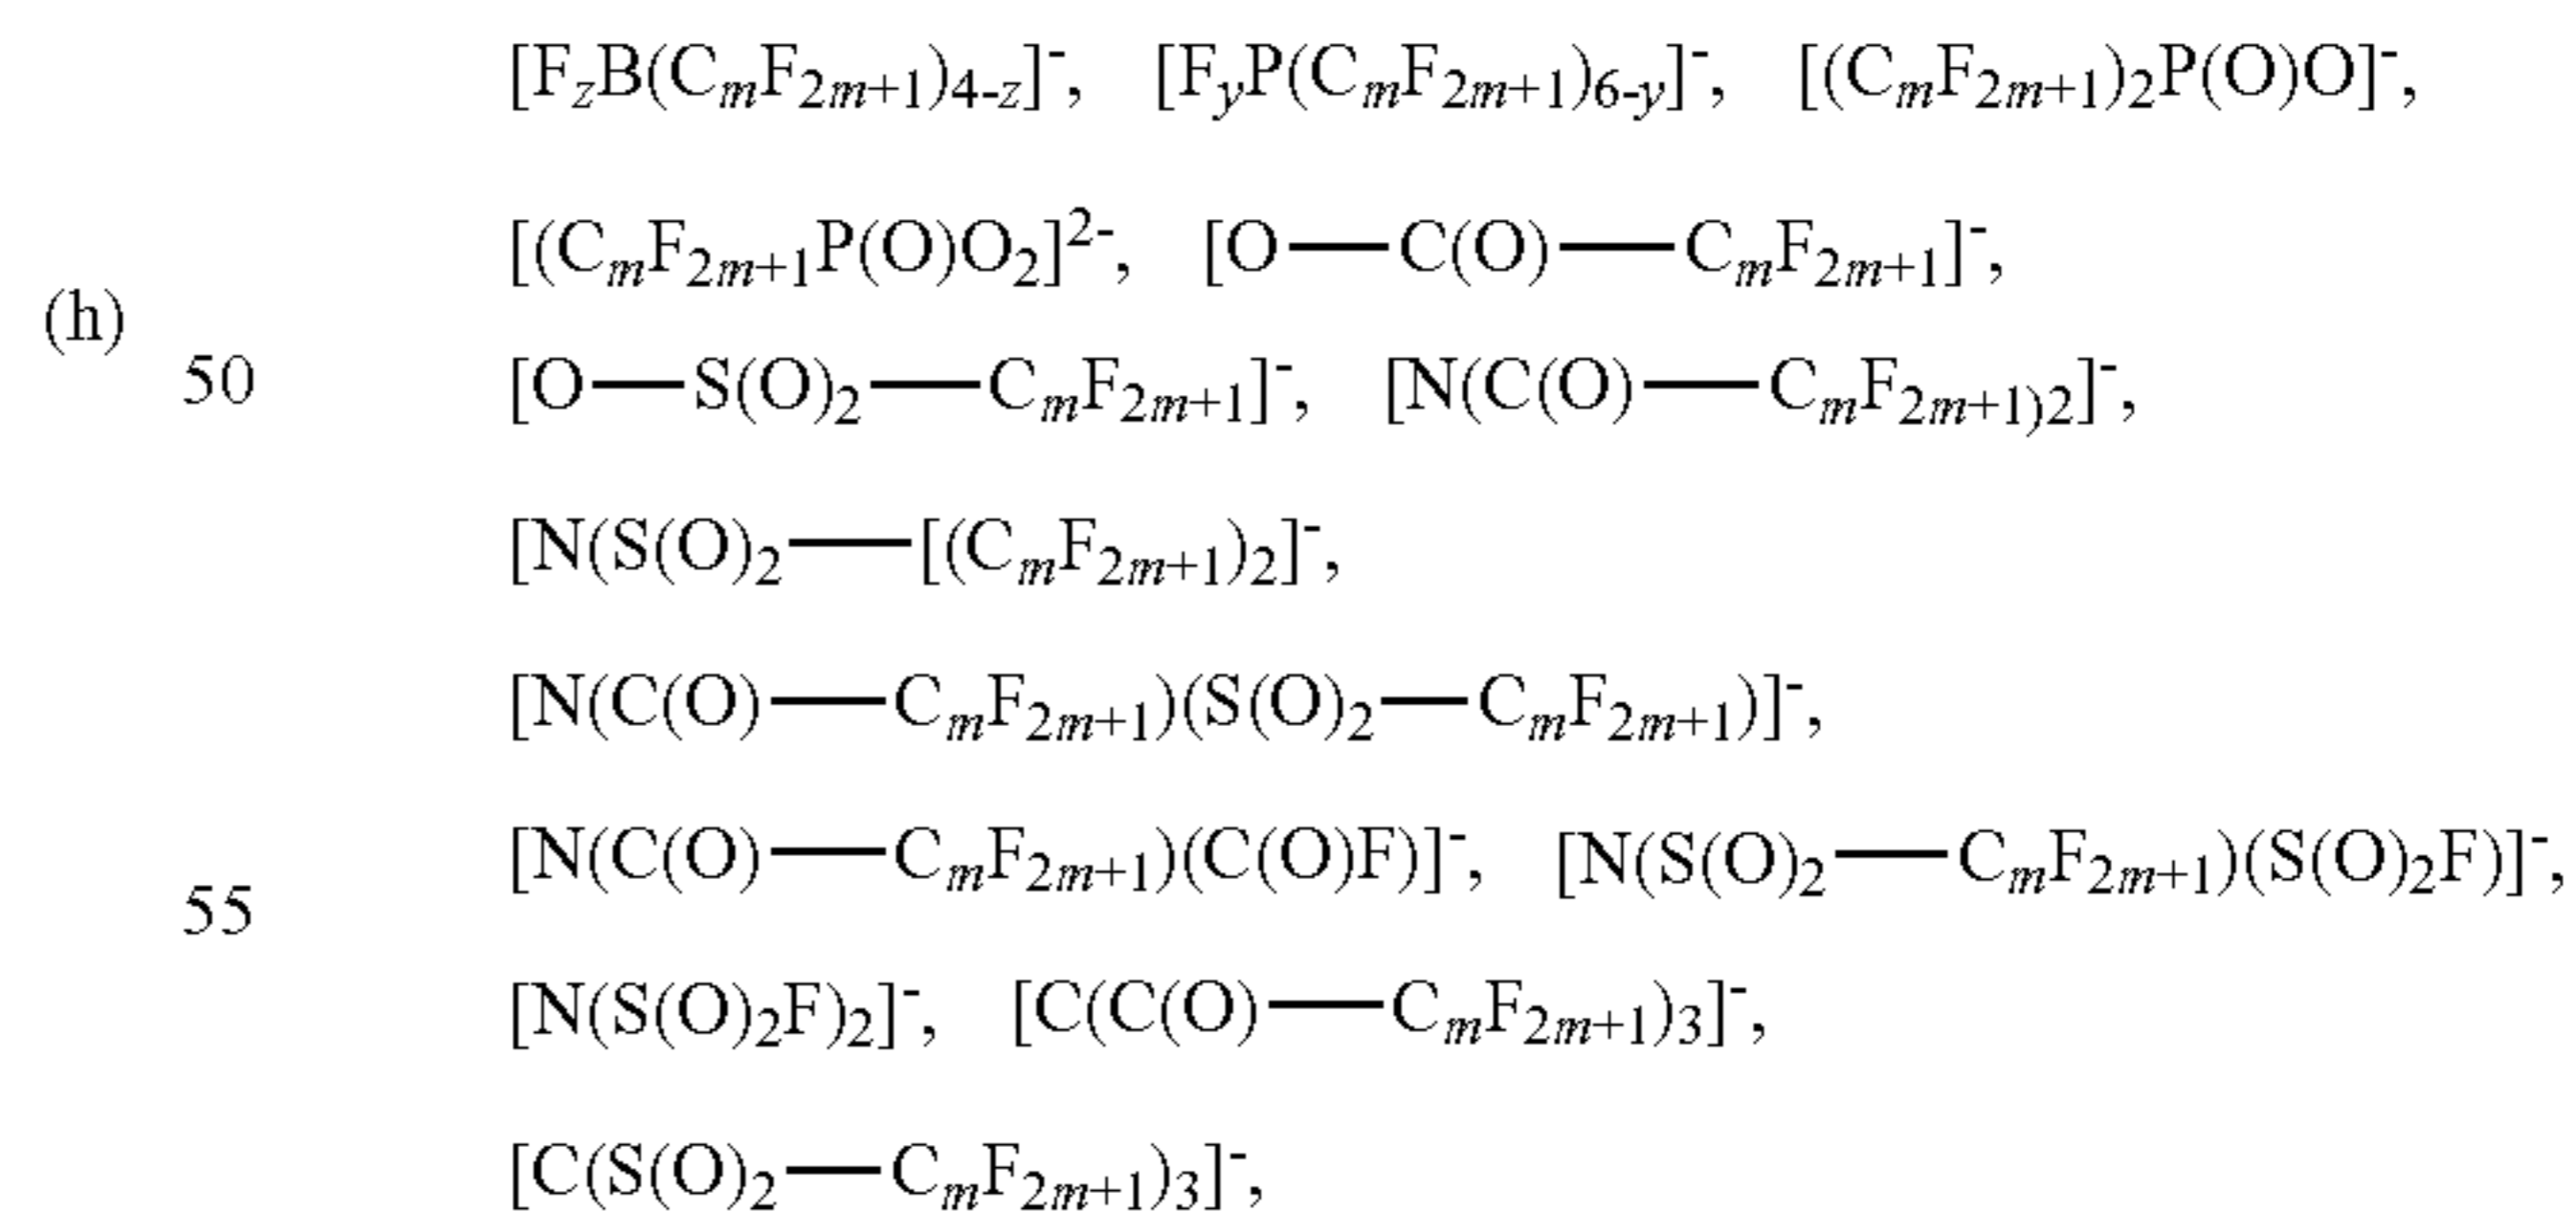 [F_zB(C_mF_{2m+1})_{4-z}]^-, [F_yP(C_mF_{2m+1})_{6-y}]^-, [(C_mF_{2m+1})_2P(O)O]^-,
[(C_mF_{2m+1}P(O)O_2]^{2-}, [O—C(O)—C_mF_{2m+1}]^-,
(h)
50 [O—S(O)_2—C_mF_{2m+1}]^-, [N(C(O)—C_mF_{2m+1)2}]^-,
[N(S(O)_2—[(C_mF_{2m+1})_2]^-,
[N(C(O)—C_mF_{2m+1})(S(O)_2—C_mF_{2m+1})]^-,
[N(C(O)—C_mF_{2m+1})(C(O)F)]^-, [N(S(O)_2—C_mF_{2m+1})(S(O)_2F)]^-,
55
[N(S(O)_2F)_2]^-, [C(C(O)—C_mF_{2m+1})_3]^-,
[C(S(O)_2—C_mF_{2m+1})_3]^-,